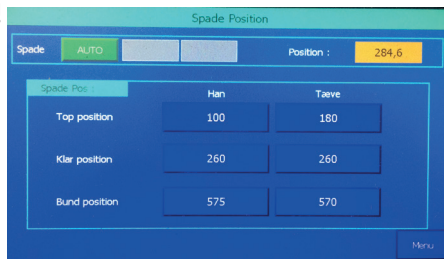 Spade Position
Spade AUTO Position : 284,6
Spade Pos :
Han Tæve
Top position 100 180
Klar position 260 260
Bund position 575 570
Menu